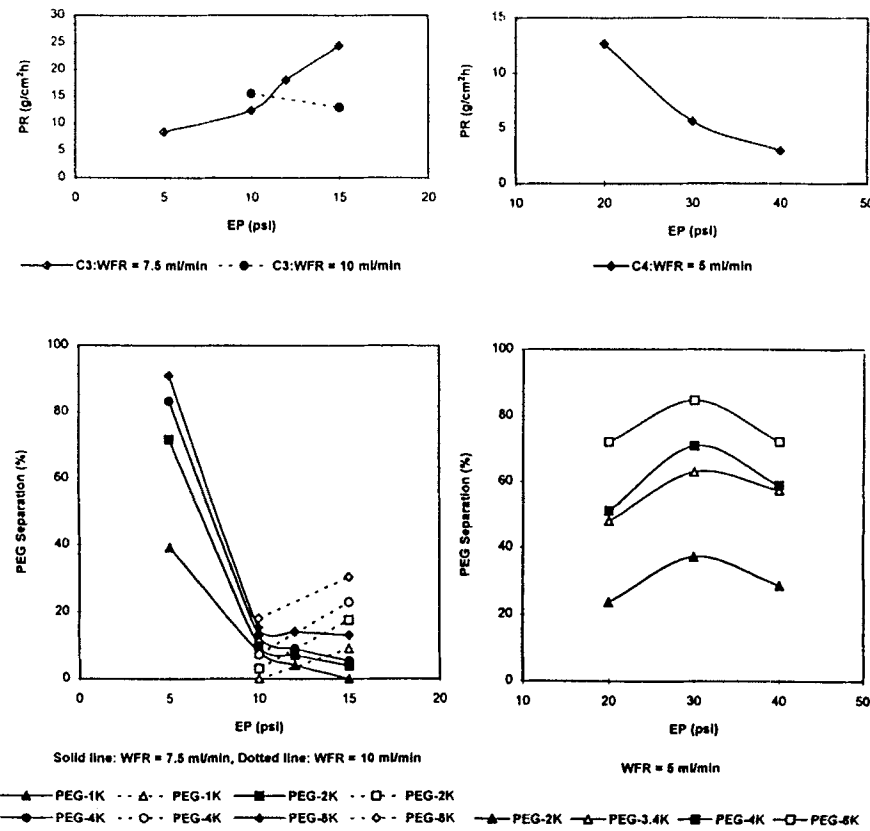 30
25
20
15
10
5
0
PR (g/cm²h)
0 5 10 15 20
EP (psi)
C3:WFR = 7.5 ml/min C3:WFR = 10 ml/min
15
10
5
0
PR (g/cm²h)
10 20 30 40 50
EP (psi)
C4:WFR = 5 ml/min
100
80
60
40
20
0
PEG Separation (%)
0 5 10 15 20
EP (psi)
Solid line: WFR = 7.5 ml/min, Dotted line: WFR = 10 ml/min
PEG-1K PEG-1K PEG-2K PEG-2K
PEG-4K PEG-4K PEG-8K PEG-8K
100
80
60
40
20
0
PEG Separation (%)
10 20 30 40 50
EP (psi)
WFR = 5 ml/min
PEG-2K PEG-3.4K PEG-4K